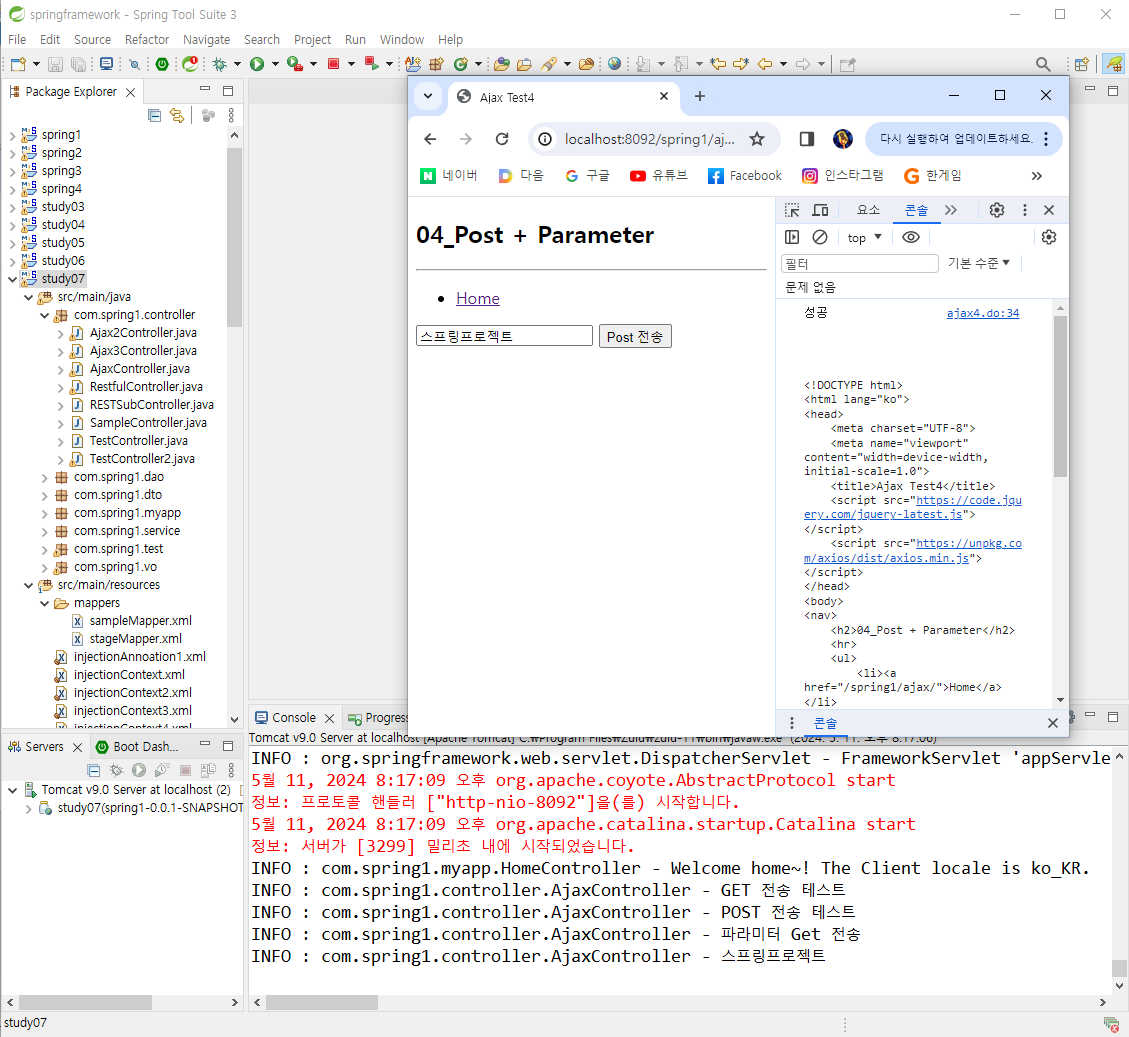 springframework - Spring Tool Suite 3
File Edit Source Refactor Navigate Search Project Run Window Help
Package Explorer
spring1
spring2
spring3
spring4
study03
study04
study05
study06
study07
src/main/java
com.spring1.controller
Ajax2Controller.java
Ajax3Controller.java
AjaxController.java
RestfulController.java
RESTSubController.java
SampleController.java
TestController.java
TestController2.java
com.spring1.dao
com.spring1.dto
com.spring1.myapp
com.spring1.service
com.spring1.test
com.spring1.vo
src/main/resources
mappers
sampleMapper.xml
stageMapper.xml
injectionAnnoation1.xml
injectionContext.xml
injectionContext2.xml
injectionContext3.xml
injectionContext4.xml
Servers Boot Dash...
Tomcat v9.0 Server at localhost (2)
study07(spring1-0.0.1-SNAPSHOT
study07
Ajax Test4
localhost:8092/spring1/aj...
다시 실행하여 업데이트하세요.
네이버 다음 구글 유튜브 Facebook 인스타그램 한게임
04_Post + Parameter
Home
스프링프로젝트 Post 전송
요소 콘솔
top
필터 기본 수준
문제 없음
성공 ajax4.do:34
<!DOCTYPE html>
<html lang="ko">
<head>
<meta charset="UTF-8">
<meta name="viewport"
content="width=device-width,
initial-scale=1.0">
<title>Ajax Test4</title>
<script src="https://code.jqu
ery.com/jquery-latest.js">
</script>
<script src="https://unpkg.co
m/axios/dist/axios.min.js">
</script>
</head>
<body>
<nav>
<h2>04_Post + Parameter</h2>
<hr>
<ul>
<li><a
href="/spring1/ajax/">Home</a>
</li>
콘솔
Console Progress
Tomcat v9.0 Server at localhost [Apache Tomcat] C:\Program Files\Zulu\zulu-11\bin\javaw.exe (2024. 5. 11. 오후 8:17:06)
INFO : org.springframework.web.servlet.DispatcherServlet - FrameworkServlet 'appServle
5월 11, 2024 8:17:09 오후 org.apache.coyote.AbstractProtocol start
정보: 프로토콜 핸들러 ["http-nio-8092"]을(를) 시작합니다.
5월 11, 2024 8:17:09 오후 org.apache.catalina.startup.Catalina start
정보: 서버가 [3299] 밀리초 내에 시작되었습니다.
INFO : com.spring1.myapp.HomeController - Welcome home~! The Client locale is ko_KR.
INFO : com.spring1.controller.AjaxController - GET 전송 테스트
INFO : com.spring1.controller.AjaxController - POST 전송 테스트
INFO : com.spring1.controller.AjaxController - 파라미터 Get 전송
INFO : com.spring1.controller.AjaxController - 스프링프로젝트